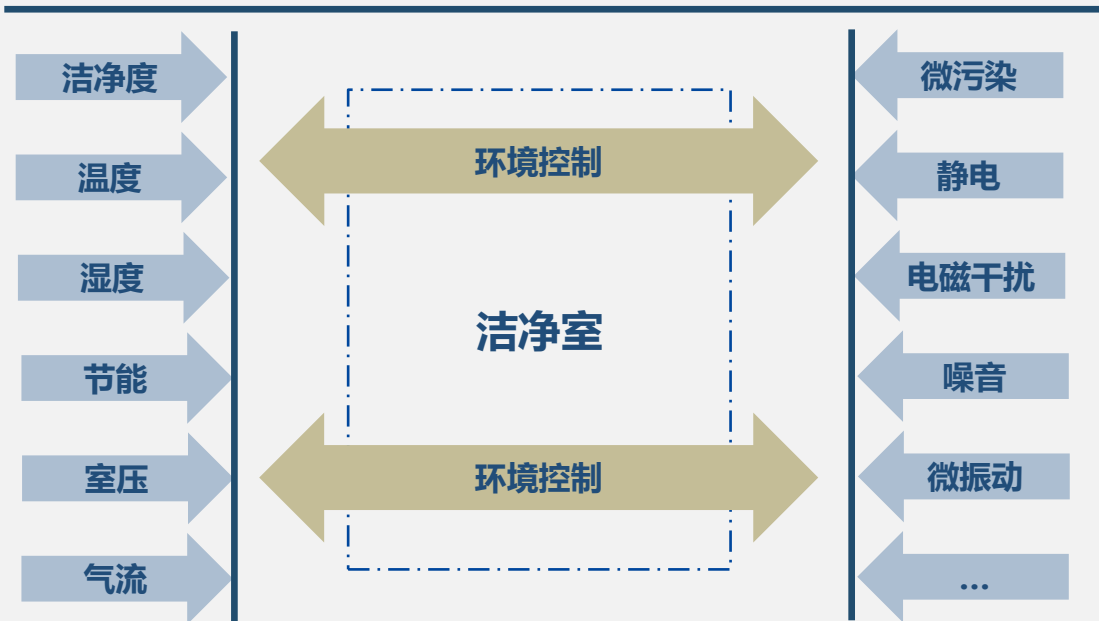 洁净度
温度
湿度
节能
室压
气流
环境控制
洁净室
环境控制
微污染
静电
电磁干扰
噪音
微振动
...